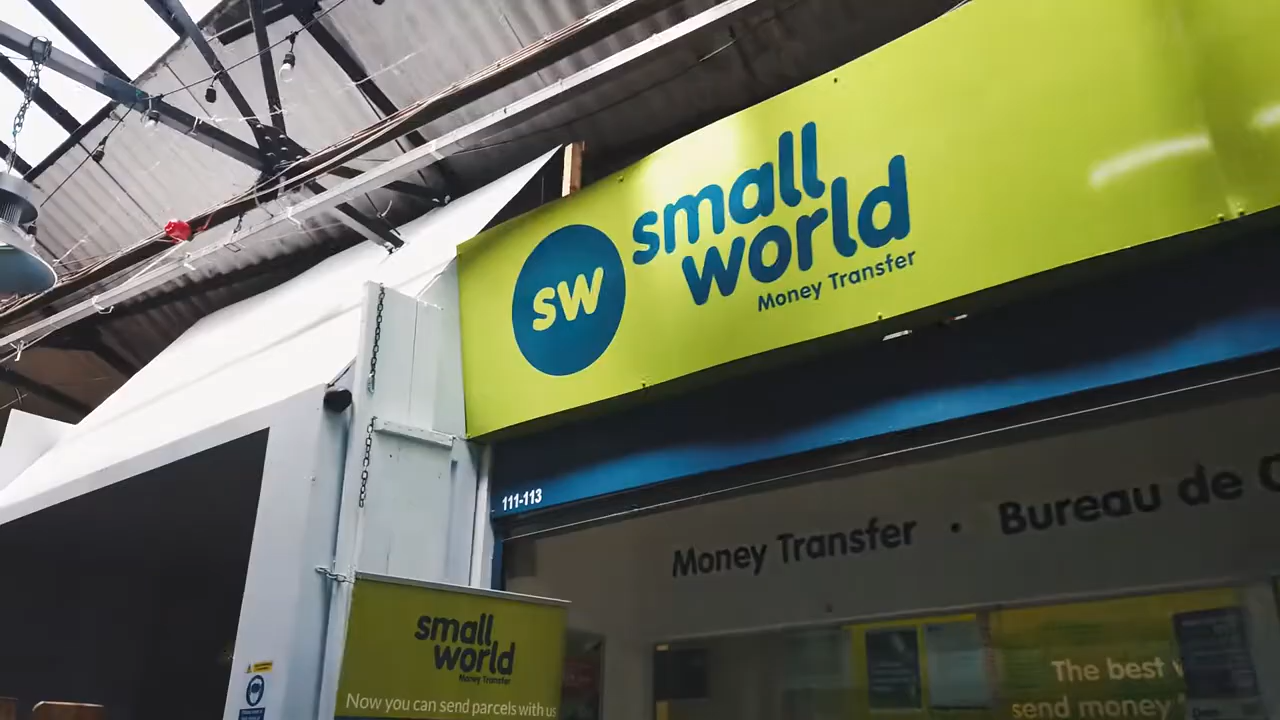 sw
small
world
Money Transfer
111-113
Money Transfer · Bureau de
small
world
Money Transfer
Now you can send parcels with us
The best
send money